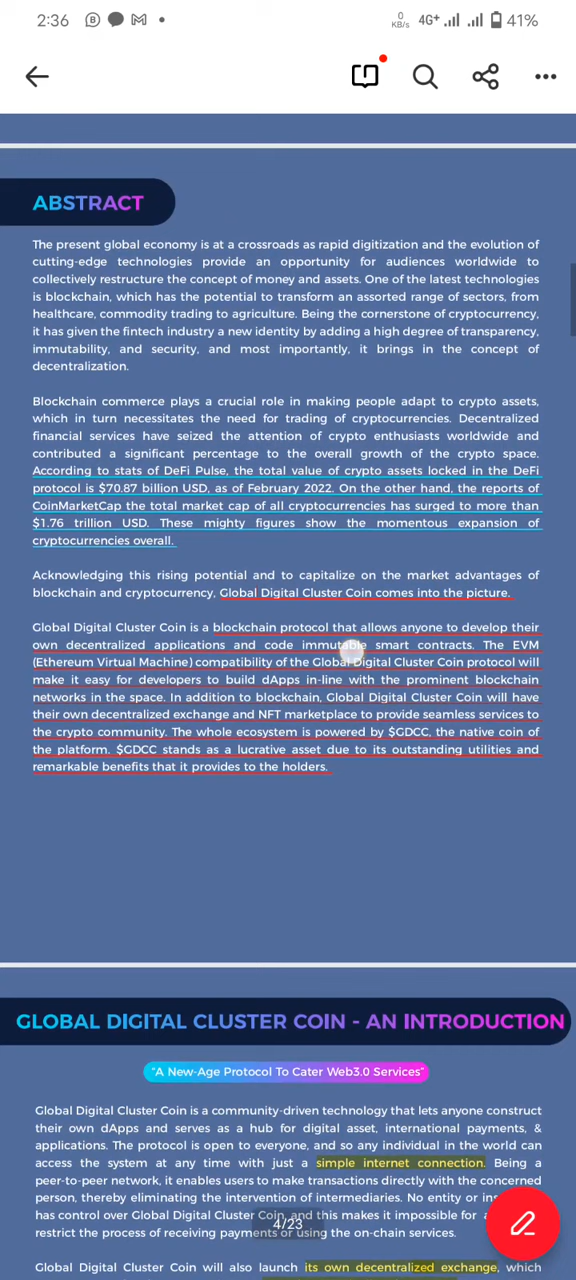 2:36
0
KB/s
4G+
41%
ABSTRACT
The present global economy is at a crossroads as rapid digitization and the evolution of
cutting-edge technologies provide an opportunity for audiences worldwide to
collectively restructure the concept of money and assets. One of the latest technologies
is blockchain, which has the potential to transform an assorted range of sectors, from
healthcare, commodity trading to agriculture. Being the cornerstone of cryptocurrency,
it has given the fintech industry a new identity by adding a high degree of transparency,
immutability, and security, and most importantly, it brings in the concept of
decentralization.
Blockchain commerce plays a crucial role in making people adapt to crypto assets,
which in turn necessitates the need for trading of cryptocurrencies. Decentralized
financial services have seized the attention of crypto enthusiasts worldwide and
contributed a significant percentage to the overall growth of the crypto space.
According to stats of DeFi Pulse, the total value of crypto assets locked in the DeFi
protocol is $70.87 billion USD, as of February 2022. On the other hand, the reports of
CoinMarketCap the total market cap of all cryptocurrencies has surged to more than
$1.76 trillion USD. These mighty figures show the momentous expansion of
cryptocurrencies overall.
Acknowledging this rising potential and to capitalize on the market advantages of
blockchain and cryptocurrency, Global Digital Cluster Coin comes into the picture.
Global Digital Cluster Coin is a blockchain protocol that allows anyone to develop their
own decentralized applications and code immutable smart contracts. The EVM
(Ethereum Virtual Machine) compatibility of the Global Digital Cluster Coin protocol will
make it easy for developers to build dApps in-line with the prominent blockchain
networks in the space. In addition to blockchain, Global Digital Cluster Coin will have
their own decentralized exchange and NFT marketplace to provide seamless services to
the crypto community. The whole ecosystem is powered by $GDCC, the native coin of
the platform. $GDCC stands as a lucrative asset due to its outstanding utilities and
remarkable benefits that it provides to the holders.
GLOBAL DIGITAL CLUSTER COIN - AN INTRODUCTION
"A New-Age Protocol To Cater Web3.0 Services"
Global Digital Cluster Coin is a community-driven technology that lets anyone construct
their own dApps and serves as a hub for digital asset, international payments, &
applications. The protocol is open to everyone, and so any individual in the world can
access the system at any time with just a simple internet connection. Being a
peer-to-peer network, it enables users to make transactions directly with the concerned
person, thereby eliminating the intervention of intermediaries. No entity or
has control over Global Digital Cluster Coin, and this makes it impossible for
restrict the process of receiving payments or using the on-chain services.
4/23
Global Digital Cluster Coin will also launch its own decentralized exchange, which